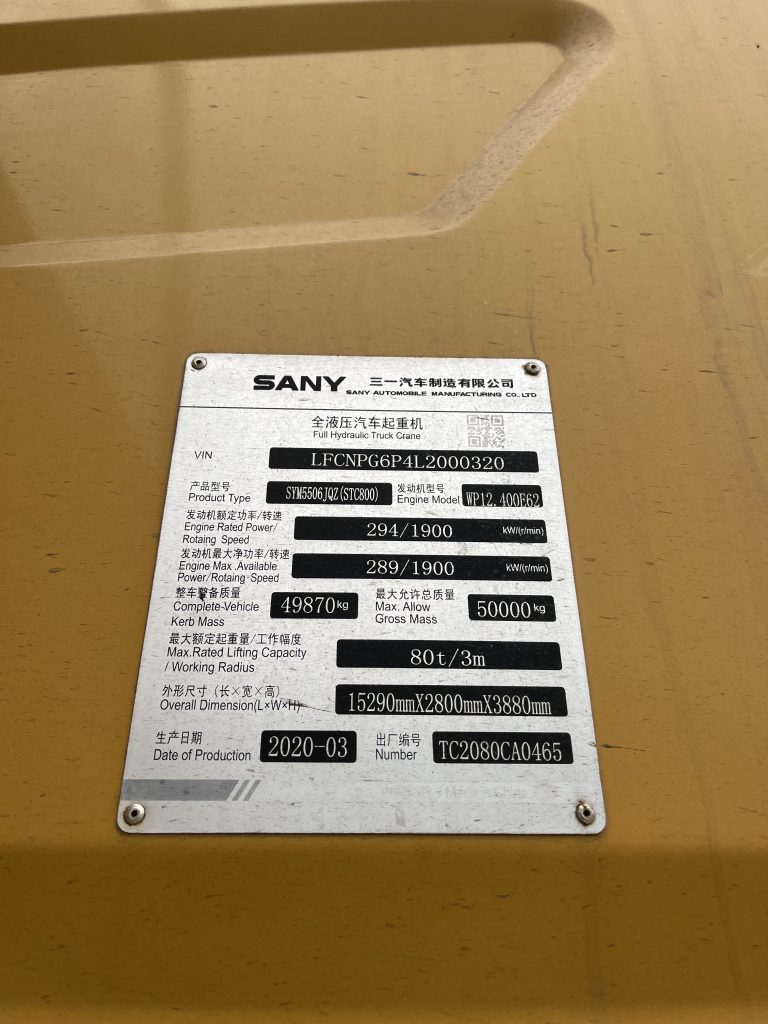 SANY 三一汽车制造有限公司
SANY AUTOMOBILE MANUFACTURING CO., LTD
全液压汽车起重机
Full Hydraulic Truck Crane
VIN LFCNPG6P4L2000320
产品型号 SYM5506JQZ(STC800) 发动机型号 WP12.400E62
Product Type Engine Model
发动机额定功率/转速
Engine Rated Power/ 294/1900 kW/(r/min)
Rotaing Speed
发动机最大净功率/转速
Engine Max .Available 289/1900 kW/(r/min)
Power/Rotaing Speed
整车整备质量 最大允许总质量
Complete-Vehicle 49870kg Max. Allow 50000kg
Kerb Mass Gross Mass
最大额定起重量/工作幅度
Max.Rated Lifting Capacity 80t/3m
/ Working Radius
外形尺寸（长×宽×高）
Overall Dimension(L×W×H) 15290mmX2800mmX3880mm
生产日期 2020-03 出厂编号 TC2080CA0465
Date of Production Number